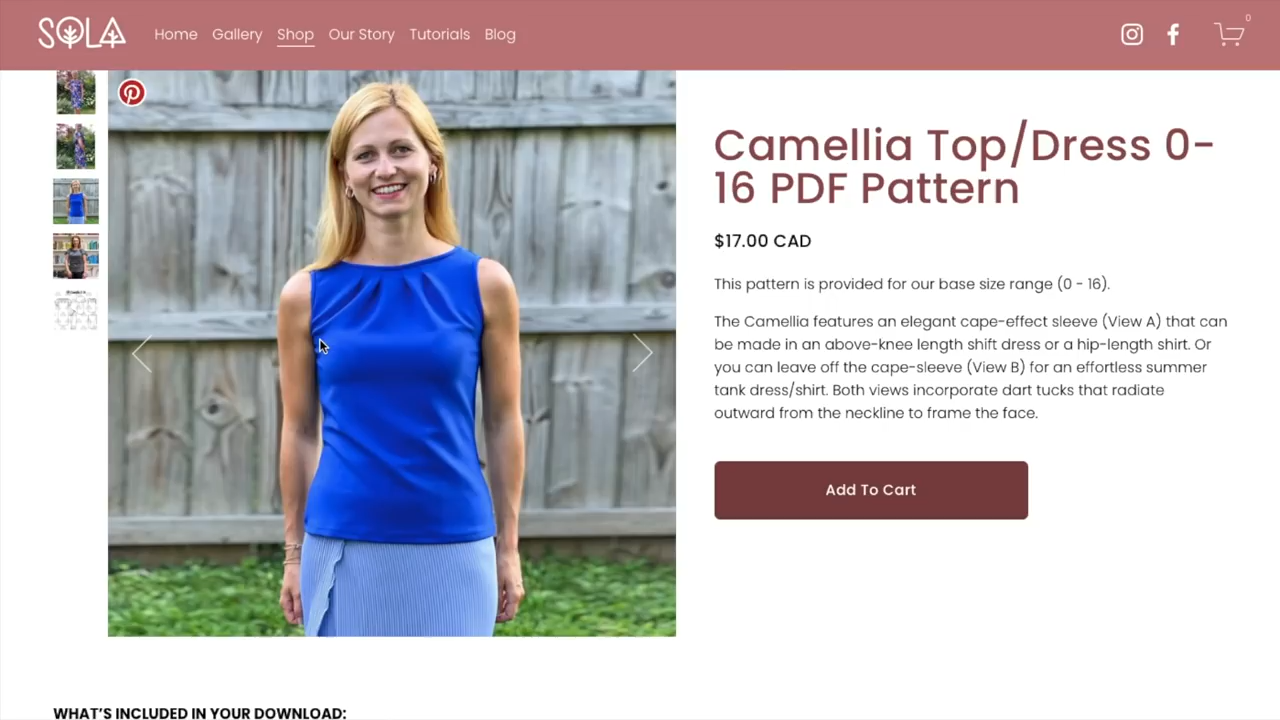 SOLA
Home Gallery Shop Our Story Tutorials Blog
0
Camellia Top/Dress 0-
16 PDF Pattern
$17.00 CAD
This pattern is provided for our base size range (0 - 16).
The Camellia features an elegant cape-effect sleeve (View A) that can
be made in an above-knee length shift dress or a hip-length shirt. Or
you can leave off the cape-sleeve (View B) for an effortless summer
tank dress/shirt. Both views incorporate dart tucks that radiate
outward from the neckline to frame the face.
Add To Cart
WHAT'S INCLUDED IN YOUR DOWNLOAD: